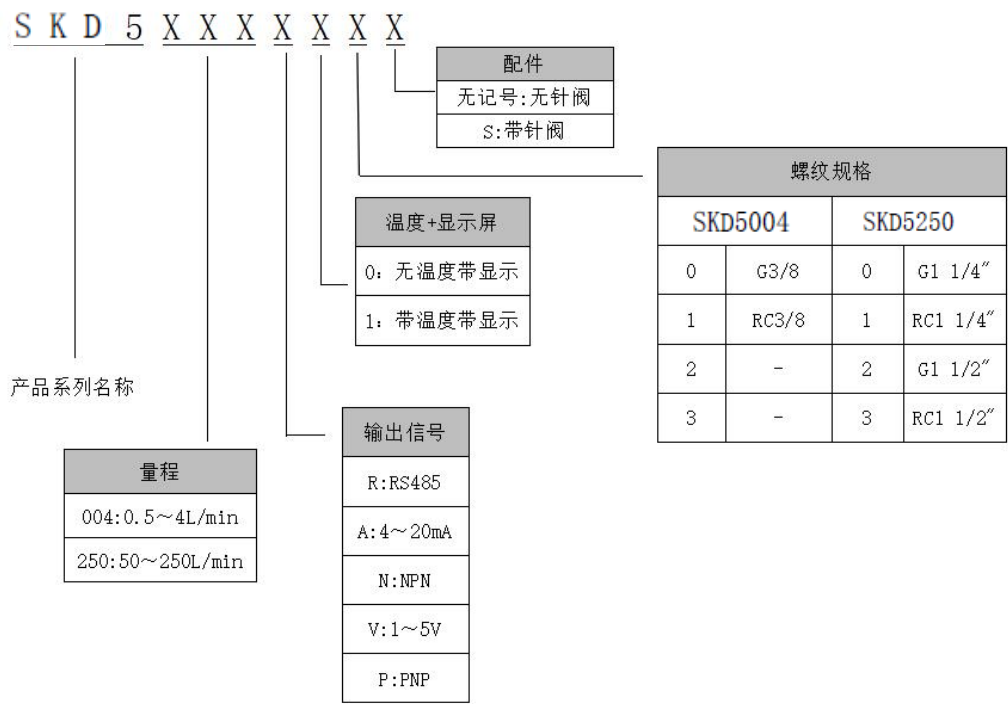 SKD5XXXXXXX
配件
无记号:无针阀
S:带针阀
螺纹规格
SKD5004 SKD5250
0 G3/8 0 G1 1/4″
1 RC3/8 1 RC1 1/4″
2 - 2 G1 1/2″
3 - 3 RC1 1/2″
温度+显示屏
0: 无温度带显示
1: 带温度带显示
产品系列名称
输出信号
R:RS485
A:4~20mA
N:NPN
V:1~5V
P:PNP
量程
004:0.5~4L/min
250:50~250L/min